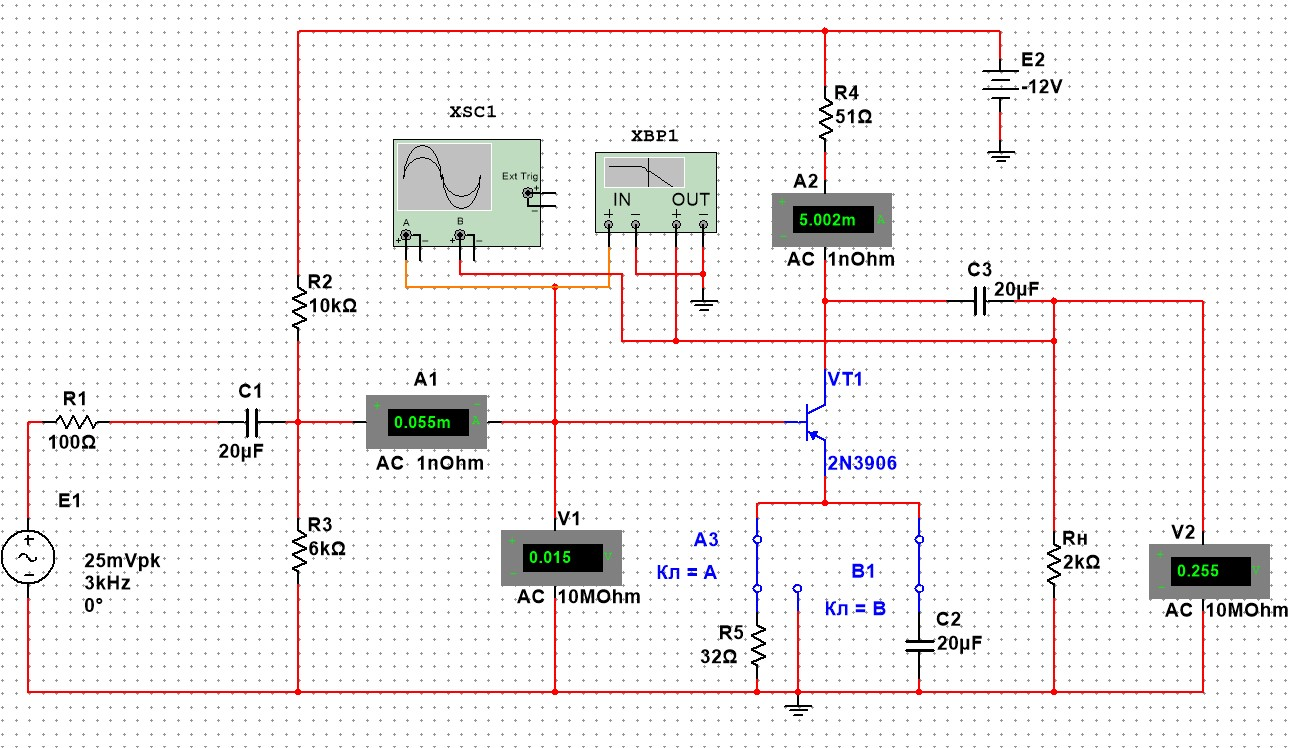 E2
-12V
R4
51Ω
XSC1
XBP1
Ext Trig
A
B
IN
OUT
A2
5.002m
A
AC 1nOhm
C3
20µF
R2
10kΩ
A1
0.055m
A
AC 1nOhm
VT1
2N3906
R1
100Ω
C1
20µF
E1
25mVpk
3kHz
0°
R3
6kΩ
V1
0.015
V
AC 10MOhm
A3
Кл = A
B1
Кл = B
R5
32Ω
C2
20µF
Rн
2kΩ
V2
0.255
V
AC 10MOhm